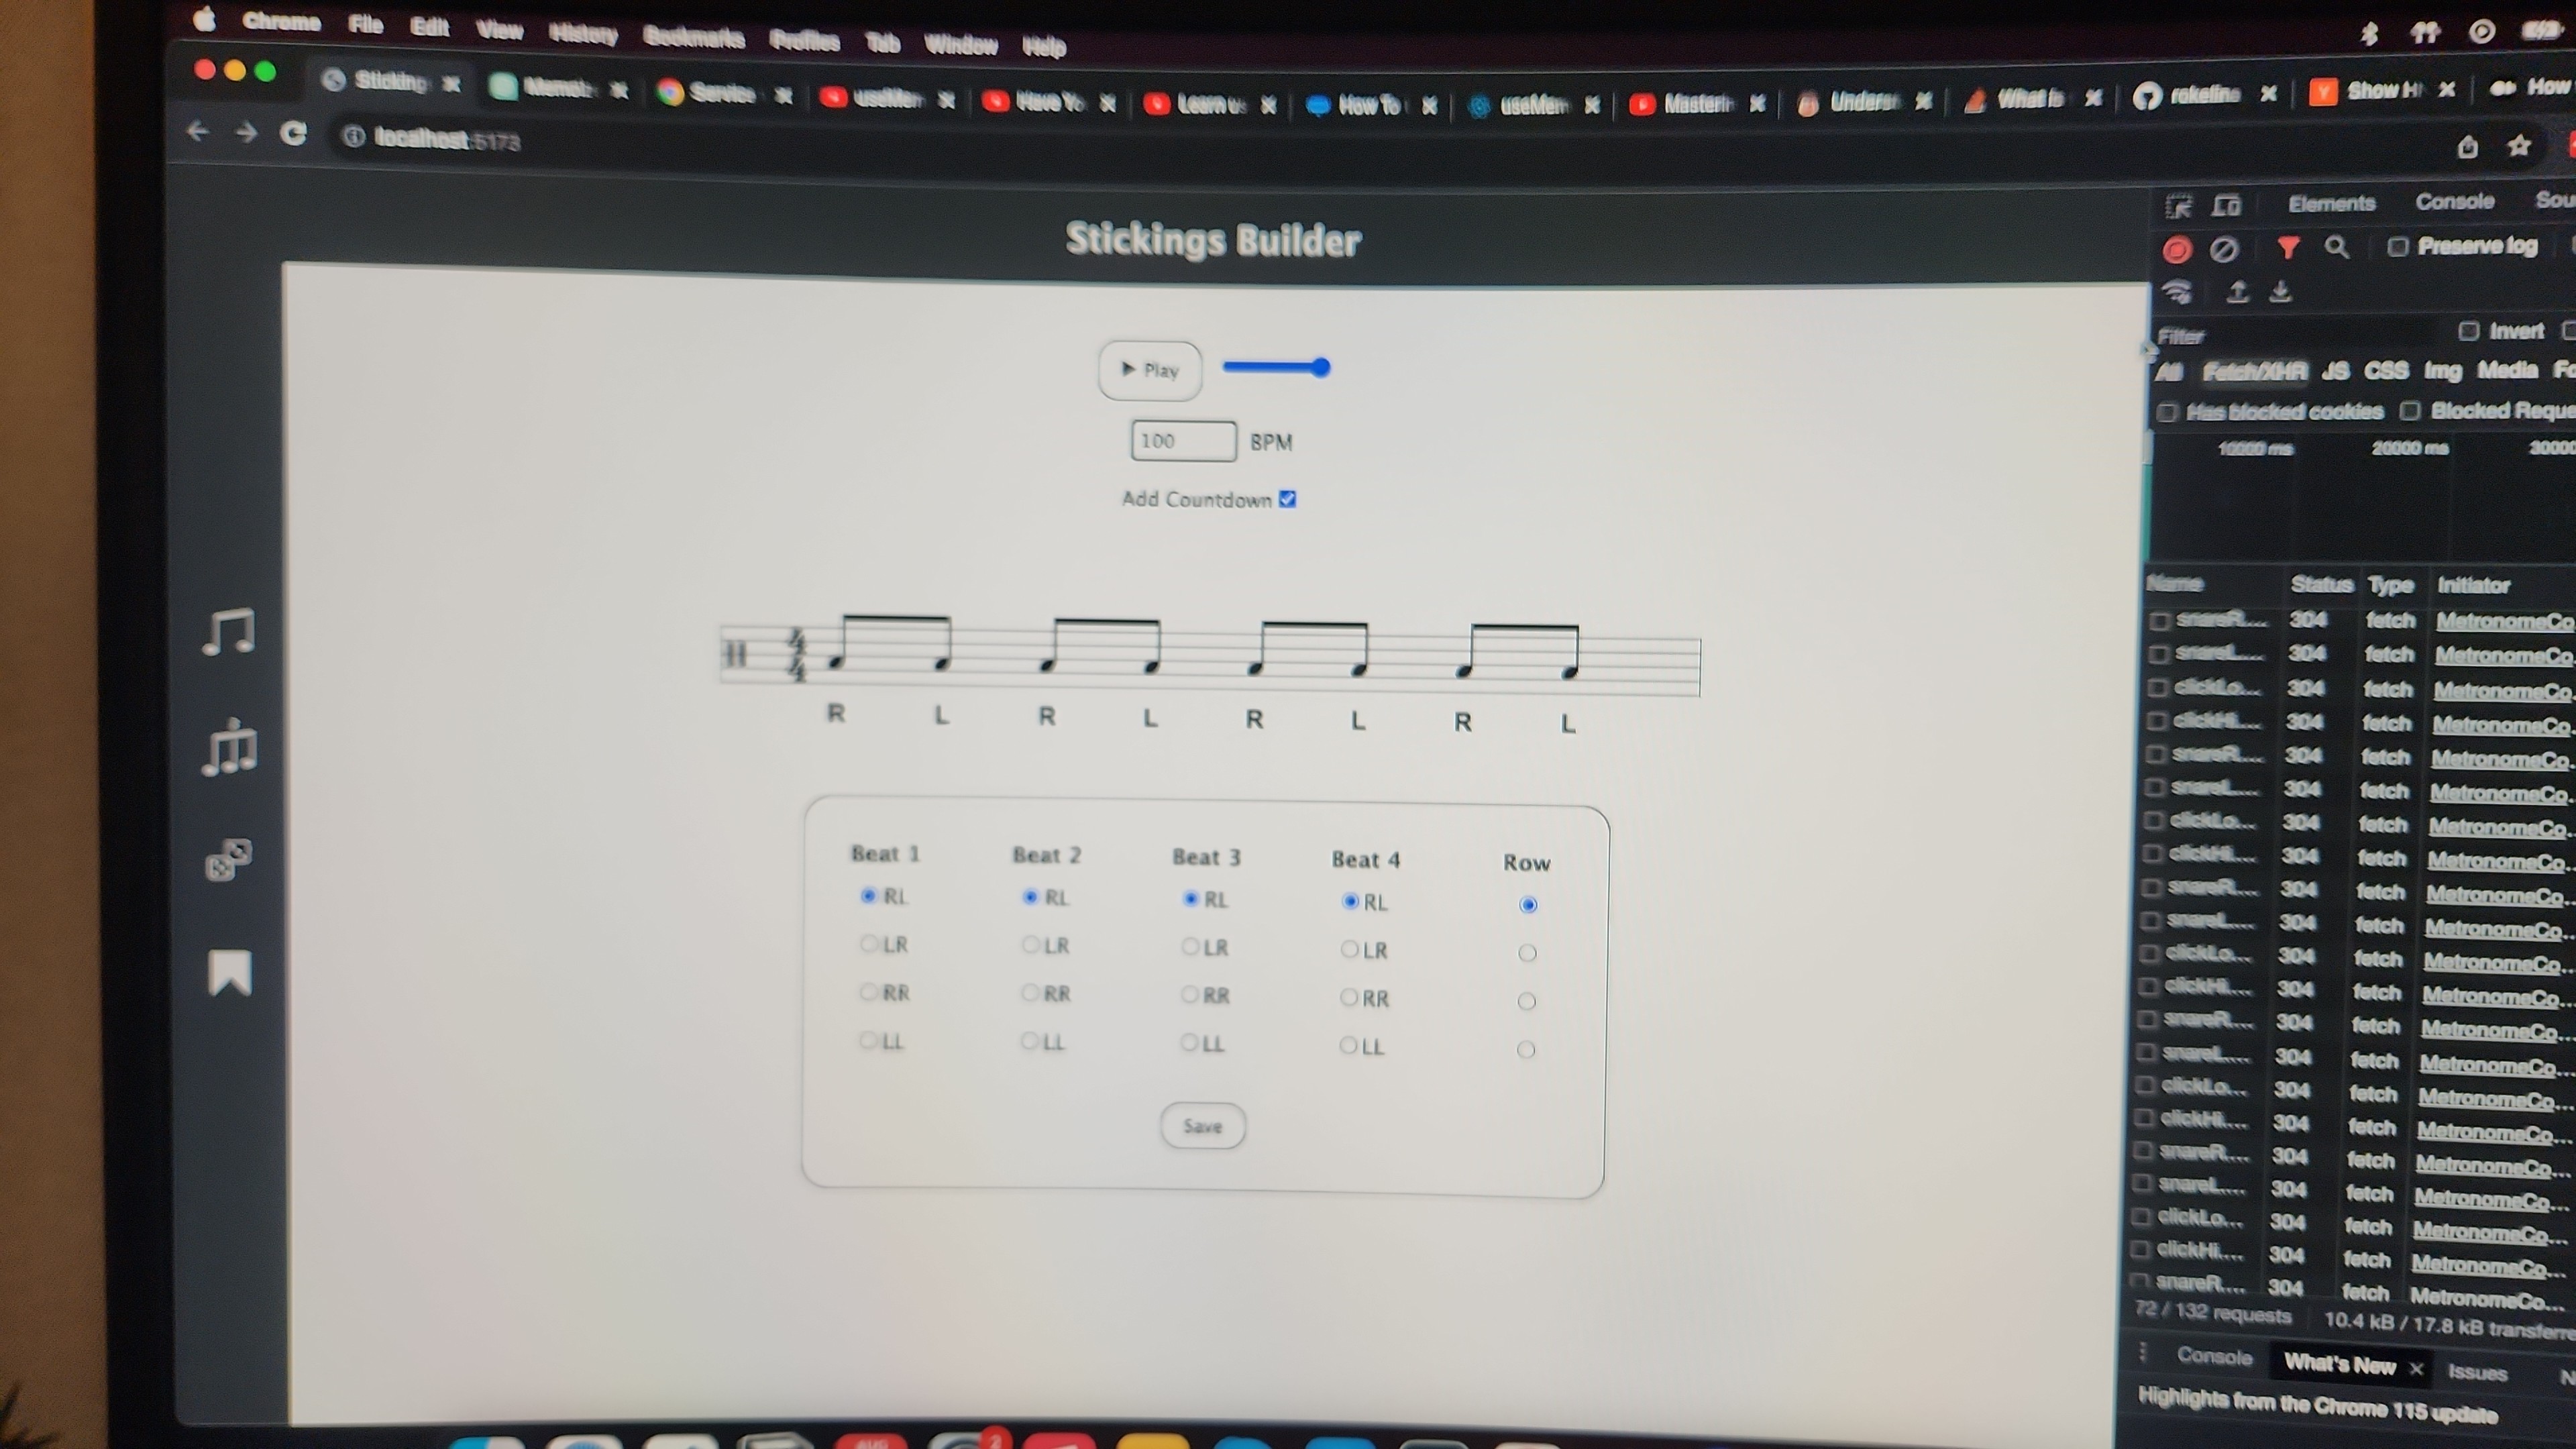 Chrome File Edit View History Bookmarks Profiles Tab Window Help
Sticking Memoiz Service useMem Have Yo Learn us How To useMem Masterin Underst What is rakeline Show H How
localhost:5173
Elements Console Sou
Stickings Builder
Preserve log
Filter Invert
▶ Play
All Fetch/XHR JS CSS Img Media Fo
Has blocked cookies Blocked Reque
100 BPM
10000 ms 20000 ms 30000
Add Countdown
Name Status Type Initiator
4
4
R L R L R L R L
Beat 1 Beat 2 Beat 3 Beat 4 Row
RL RL RL RL
LR LR LR LR
RR RR RR RR
LL LL LL LL
Save
snareR.... 304 fetch MetronomeCo...
snareL.... 304 fetch MetronomeCo...
clickLo... 304 fetch MetronomeCo...
clickHi.... 304 fetch MetronomeCo...
snareR.... 304 fetch MetronomeCo...
snareL.... 304 fetch MetronomeCo...
clickLo... 304 fetch MetronomeCo...
clickHi.... 304 fetch MetronomeCo...
snareR.... 304 fetch MetronomeCo...
snareL.... 304 fetch MetronomeCo...
clickLo... 304 fetch MetronomeCo...
clickHi.... 304 fetch MetronomeCo...
snareR.... 304 fetch MetronomeCo...
snareL.... 304 fetch MetronomeCo...
clickLo... 304 fetch MetronomeCo...
clickHi.... 304 fetch MetronomeCo...
snareR.... 304 fetch MetronomeCo...
snareL.... 304 fetch MetronomeCo...
clickLo... 304 fetch MetronomeCo...
clickHi.... 304 fetch MetronomeCo...
snareR.... 304 fetch MetronomeCo...
72 / 132 requests 10.4 kB / 17.8 kB transferre
Console What's New Issues N
Highlights from the Chrome 115 update
AUG
2